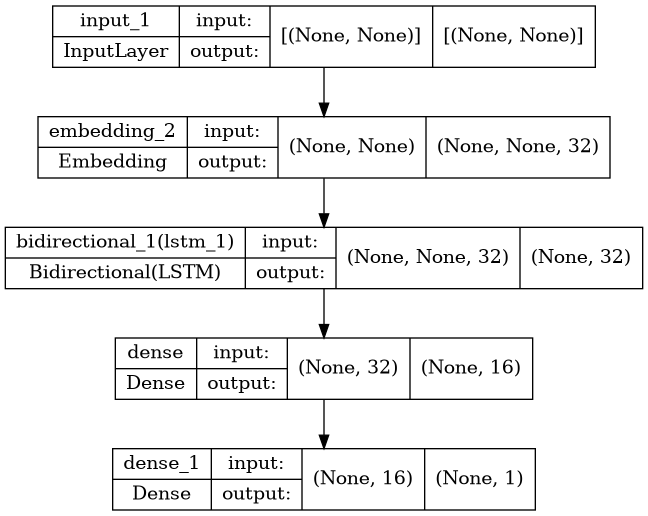 input_1 input: [(None, None)] [(None, None)]
InputLayer output:
embedding_2 input: (None, None) (None, None, 32)
Embedding output:
bidirectional_1(lstm_1) input: (None, None, 32) (None, 32)
Bidirectional(LSTM) output:
dense input: (None, 32) (None, 16)
Dense output:
dense_1 input: (None, 16) (None, 1)
Dense output: